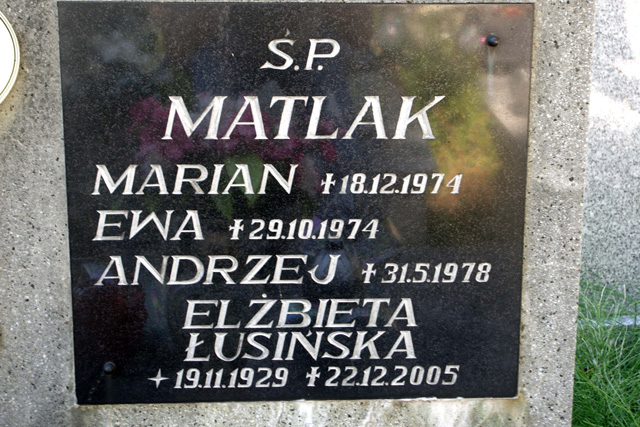 Ś.P.
MATLAK
MARIAN ✝18.12.1974
EWA ✝29.10.1974
ANDRZEJ ✝31.5.1978
ELŻBIETA
ŁUSIŃSKA
✦19.11.1929 ✝22.12.2005